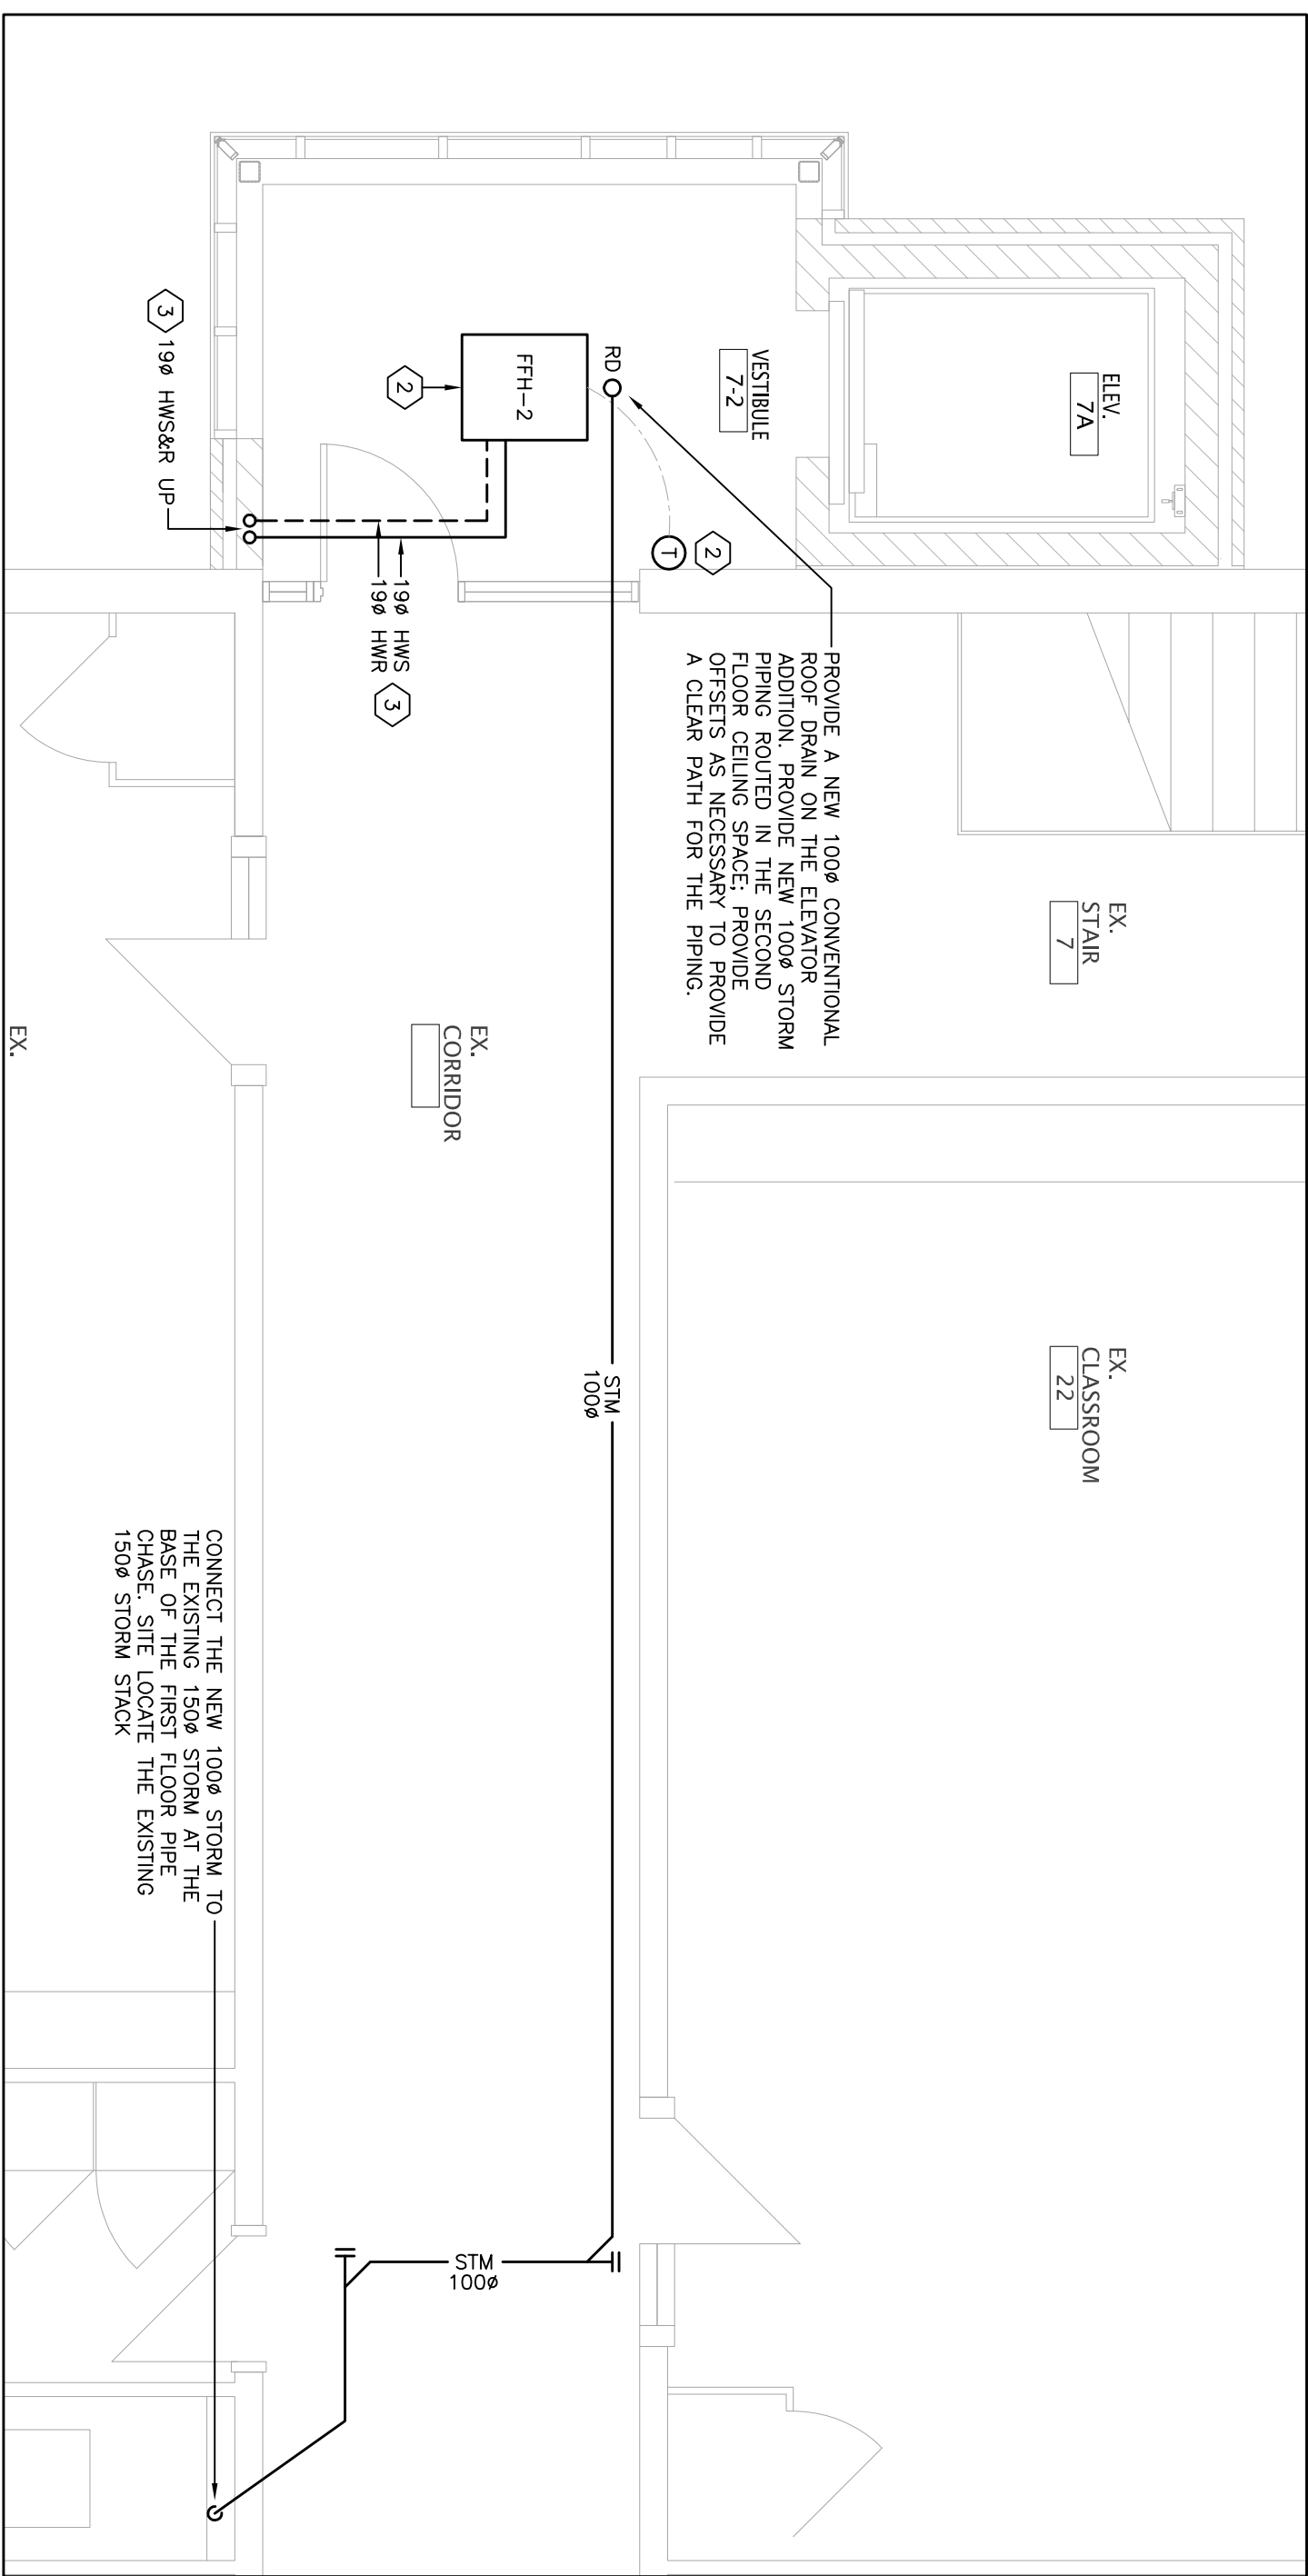 ELEV.
7A
VESTIBULE
7-2
RD
FFH-2
2
2
T
3
19ø HWS&R UP
19ø HWS
19ø HWR
3
PROVIDE A NEW 100ø CONVENTIONAL
ROOF DRAIN ON THE ELEVATOR
ADDITION. PROVIDE NEW 100ø STORM
PIPING ROUTED IN THE SECOND
FLOOR CEILING SPACE; PROVIDE
OFFSETS AS NECESSARY TO PROVIDE
A CLEAR PATH FOR THE PIPING.
EX.
STAIR
7
EX.
CORRIDOR
EX.
EX.
CLASSROOM
22
STM
100ø
CONNECT THE NEW 100ø STORM TO
THE EXISTING 150ø STORM AT THE
BASE OF THE FIRST FLOOR PIPE
CHASE. SITE LOCATE THE EXISTING
150ø STORM STACK
STM
100ø